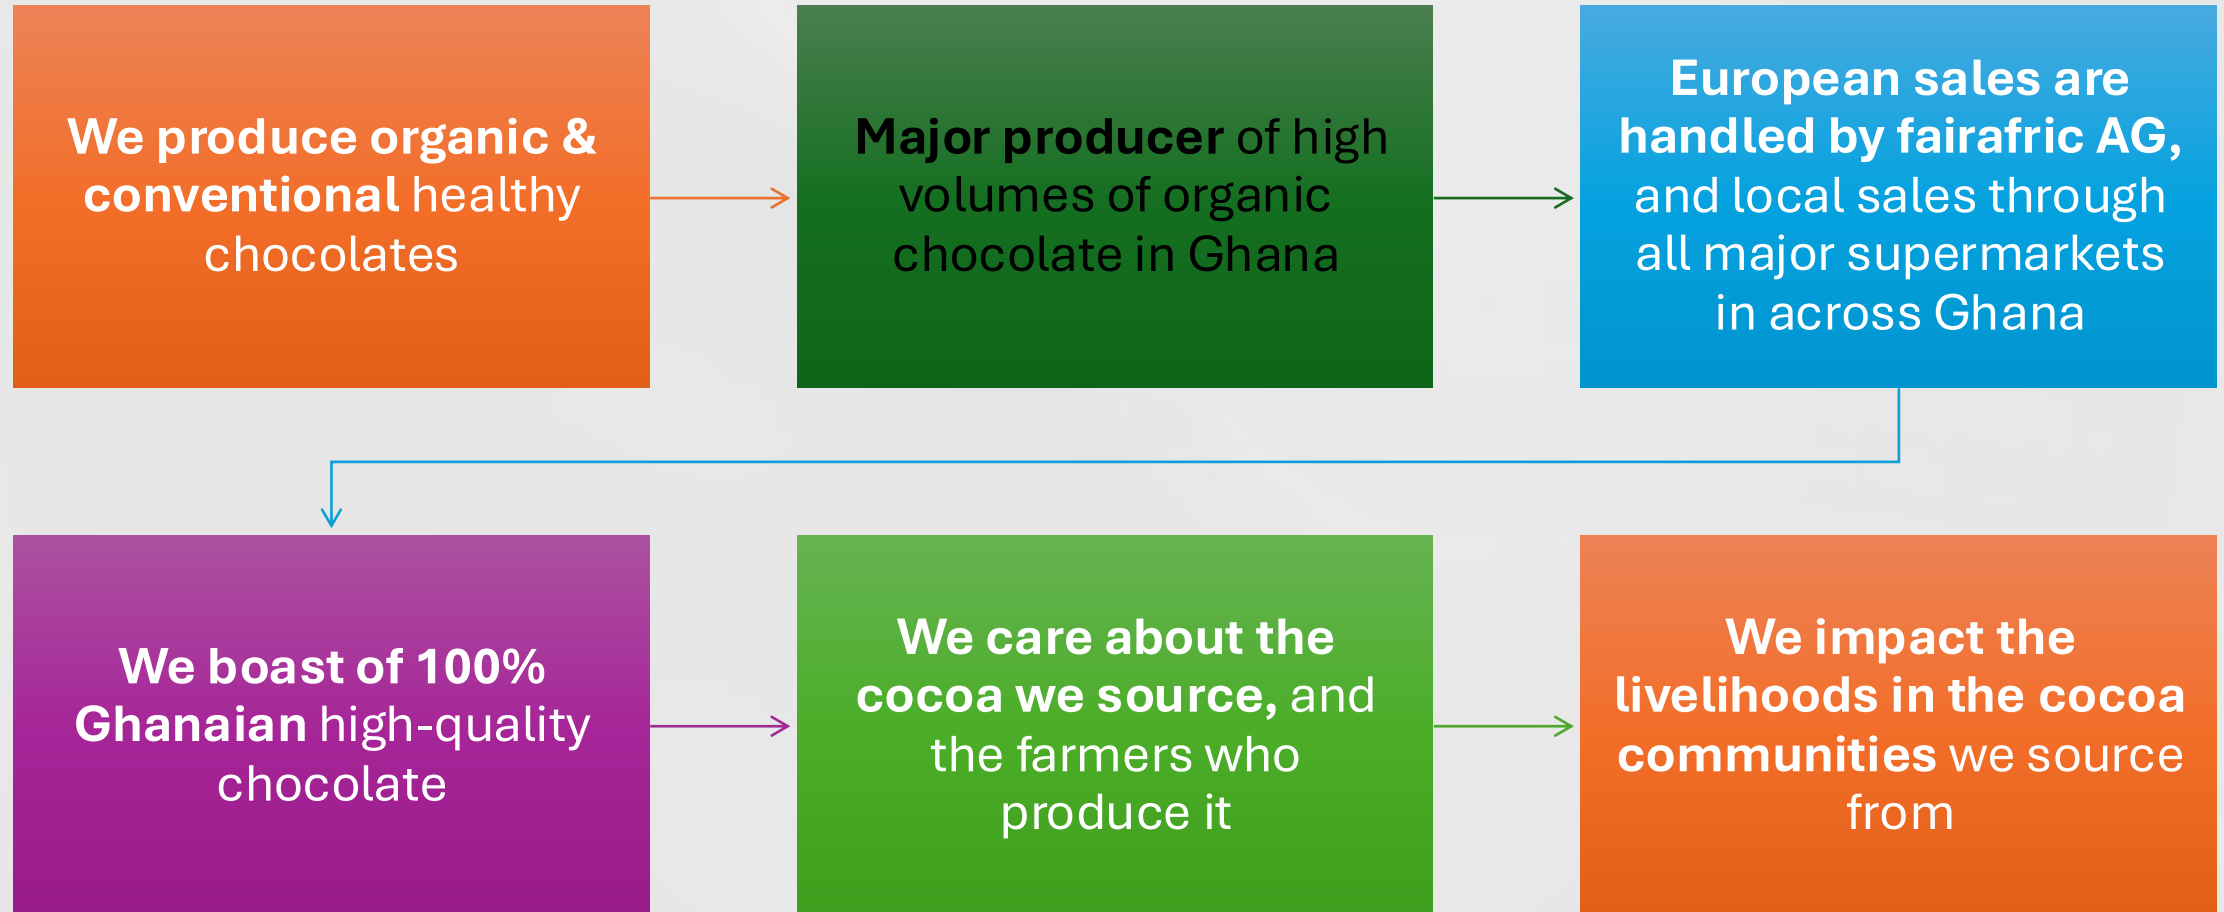 We produce organic &
conventional healthy
chocolates
Major producer of high
volumes of organic
chocolate in Ghana
European sales are
handled by fairafric AG,
and local sales through
all major supermarkets
in across Ghana
We boast of 100%
Ghanaian high-quality
chocolate
We care about the
cocoa we source, and
the farmers who
produce it
We impact the
livelihoods in the cocoa
communities we source
from